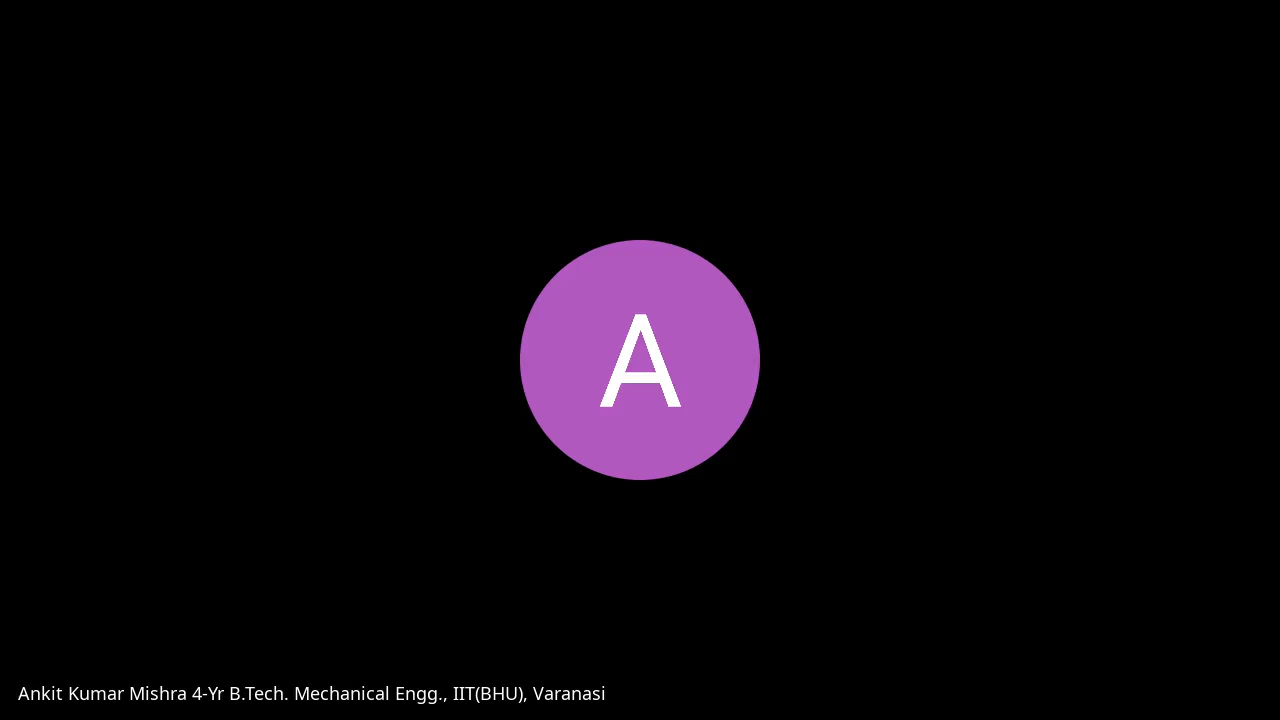 A
Ankit Kumar Mishra 4-Yr B.Tech. Mechanical Engg., IIT(BHU), Varanasi